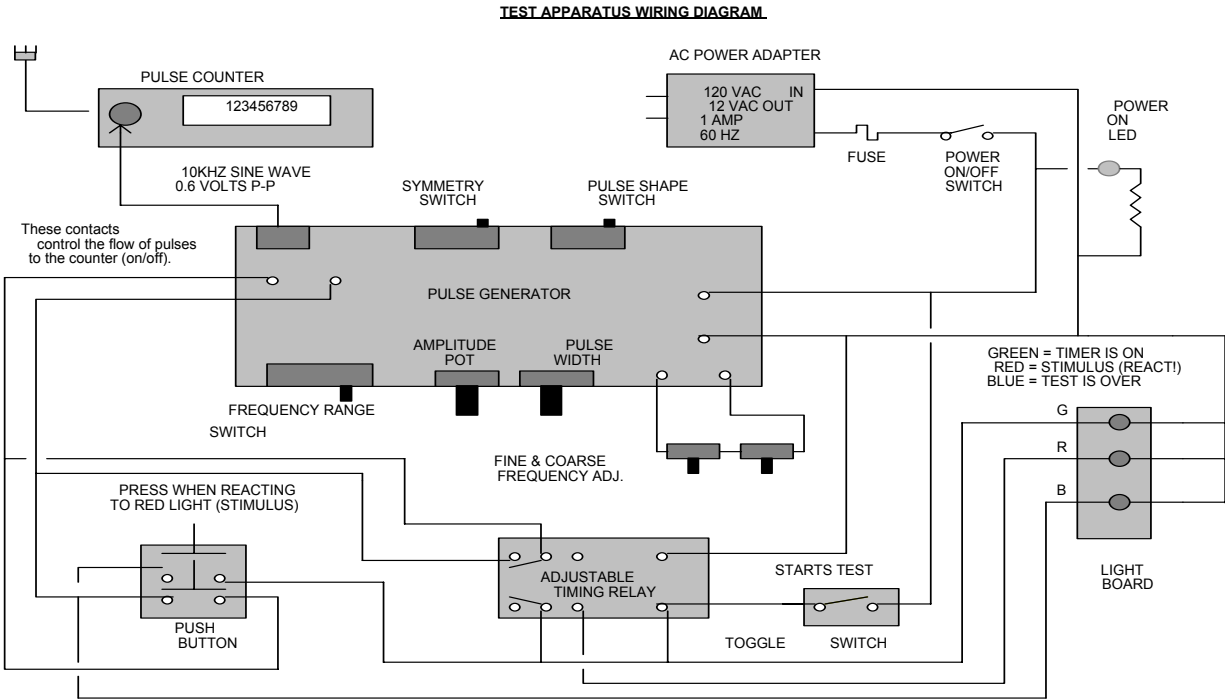 TEST APPARATUS WIRING DIAGRAM
AC POWER ADAPTER
PULSE COUNTER
123456789
120 VAC IN
12 VAC OUT
1 AMP
60 HZ
POWER
ON
LED
FUSE
POWER
ON/OFF
SWITCH
10KHZ SINE WAVE
0.6 VOLTS P-P
SYMMETRY
SWITCH
PULSE SHAPE
SWITCH
These contacts
control the flow of pulses
to the counter (on/off).
PULSE GENERATOR
AMPLITUDE
POT
PULSE
WIDTH
GREEN = TIMER IS ON
RED = STIMULUS (REACT!)
BLUE = TEST IS OVER
FREQUENCY RANGE
SWITCH
G
R
B
FINE & COARSE
FREQUENCY ADJ.
PRESS WHEN REACTING
TO RED LIGHT (STIMULUS)
ADJUSTABLE
TIMING RELAY
STARTS TEST
LIGHT
BOARD
PUSH
BUTTON
TOGGLE SWITCH